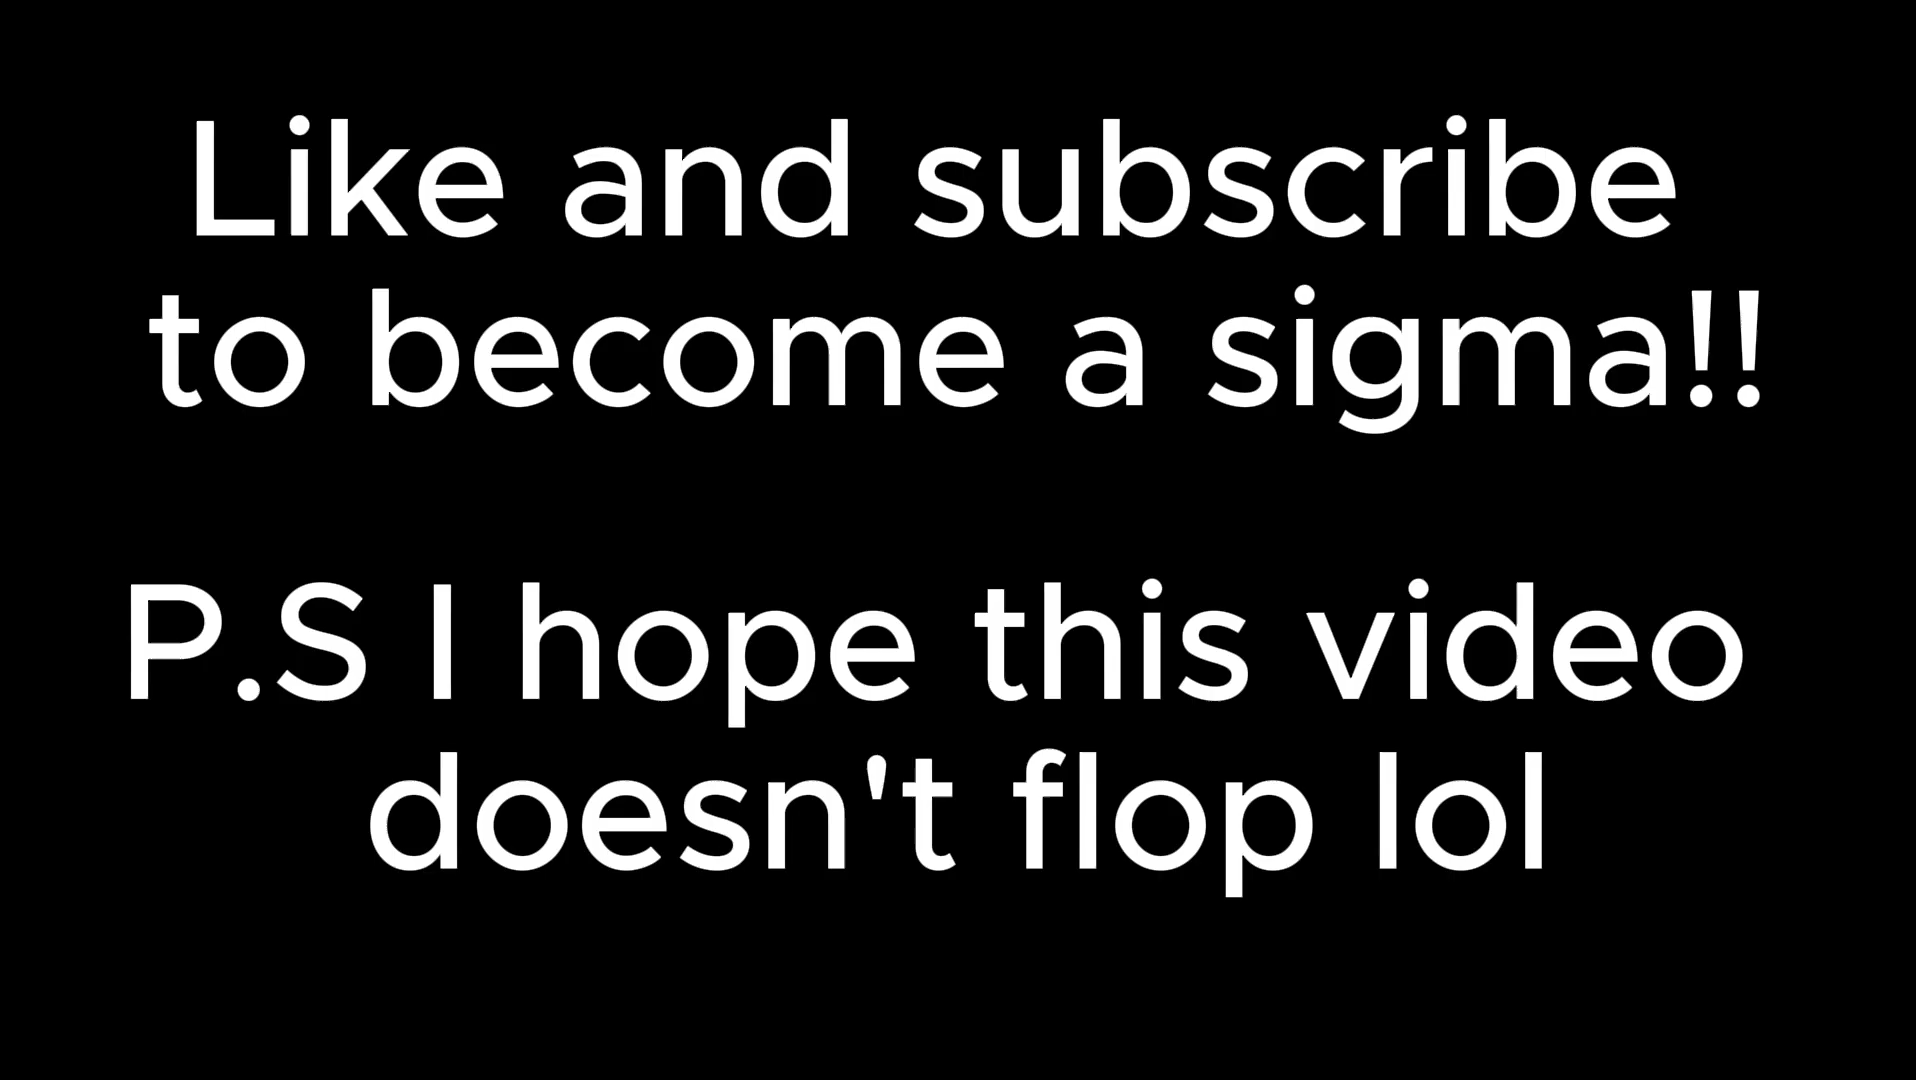 Like and subscribe
to become a sigma!!
P.S I hope this video
doesn't flop lol